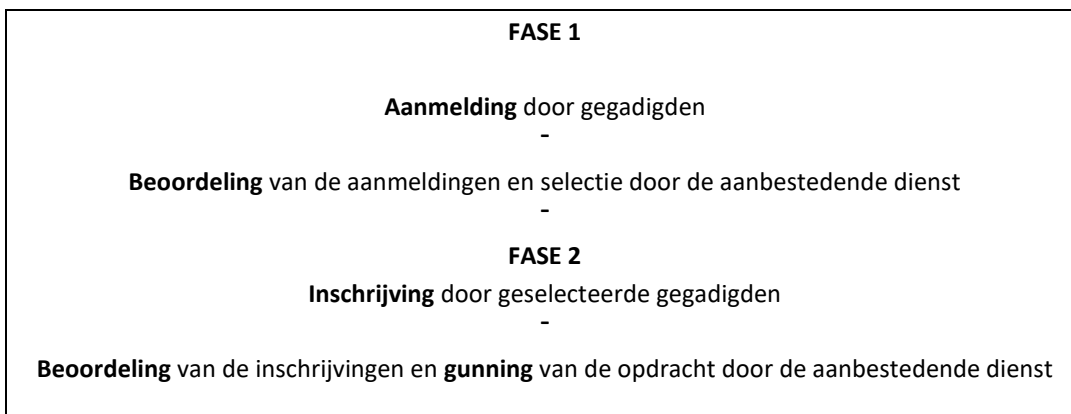 FASE 1
Aanmelding door gegadigden
-
Beoordeling van de aanmeldingen en selectie door de aanbestedende dienst
-
FASE 2
Inschrijving door geselecteerde gegadigden
-
Beoordeling van de inschrijvingen en gunning van de opdracht door de aanbestedende dienst